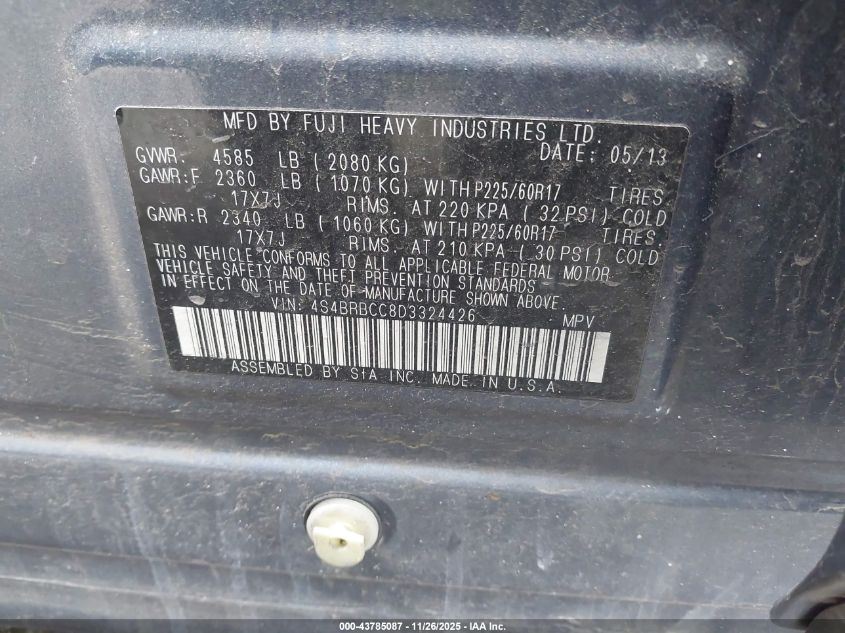 MFD BY FUJI HEAVY INDUSTRIES LTD.
DATE: 05/13
GVWR: 4585 LB (2080 KG)
GAWR:F 2360 LB (1070 KG) WITH P225/60R17 TIRES
17X7J RIMS. AT 220 KPA (32 PSI) COLD
GAWR:R 2340 LB (1060 KG) WITH P225/60R17 TIRES.
17X7J RIMS. AT 210 KPA (30 PSI) COLD
THIS VEHICLE CONFORMS TO ALL APPLICABLE FEDERAL MOTOR
VEHICLE SAFETY AND THEFT PREVENTION STANDARDS
IN EFFECT ON THE DATE OF MANUFACTURE SHOWN ABOVE.
VIN: 4S4BRBCC8D3324426 MPV
ASSEMBLED BY SIA INC. MADE IN U.S.A.
000-43785087 - 11/26/2025 - IAA Inc.